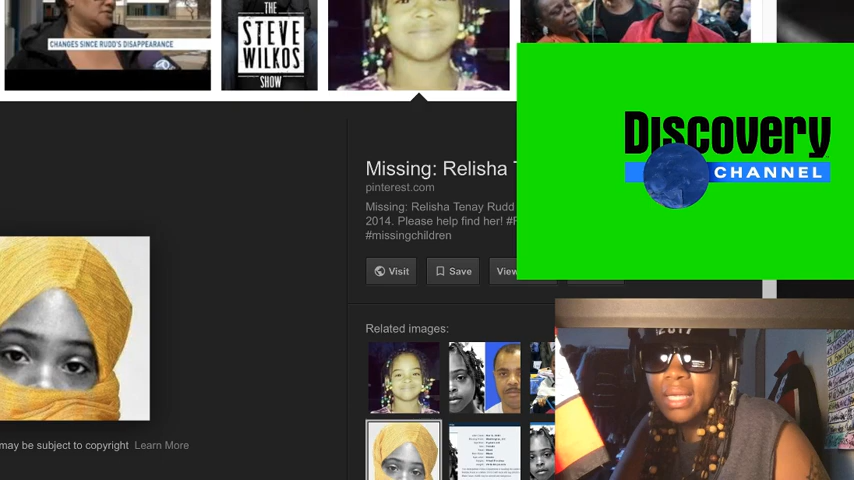 CHANGES SINCE RUDD'S DISAPPEARANCE
THE
STEVE
WILKOS
SHOW
Discovery
CHANNEL
Missing: Relisha
pinterest.com
Missing: Relisha Tenay Rudd
2014. Please help find her!
#missingchildren
Visit
Save
View
Related images:
2017
may be subject to copyright Learn More